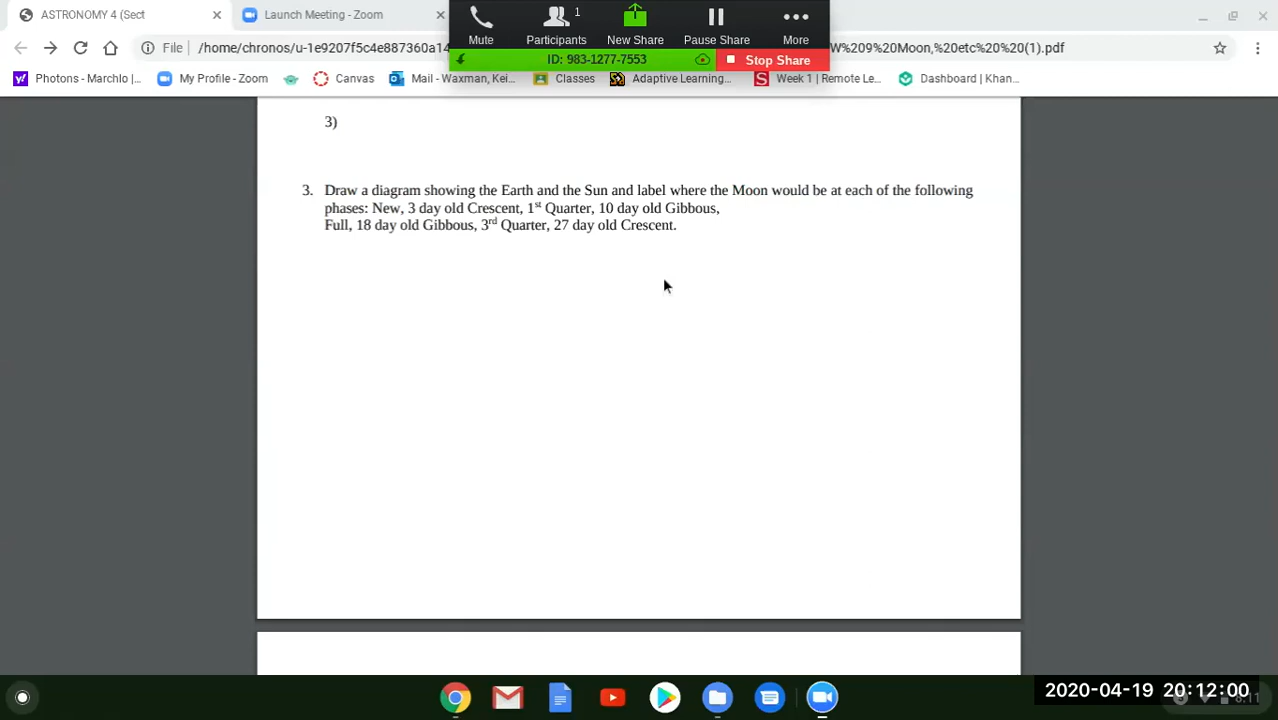 ASTRONOMY 4 (Sect
Launch Meeting - Zoom
1
Mute
Participants
New Share
Pause Share
More
File
/home/chronos/u-1e9207f5c4e887360a14
W%209%20Moon,%20etc%20%20(1).pdf
ID: 983-1277-7553
Stop Share
Photons - Marchlo |...
My Profile - Zoom
Canvas
Mail - Waxman, Kei...
Classes
Adaptive Learning...
Week 1 | Remote Le...
Dashboard | Khan...
3)
3. Draw a diagram showing the Earth and the Sun and label where the Moon would be at each of the following
phases: New, 3 day old Crescent, 1st Quarter, 10 day old Gibbous,
Full, 18 day old Gibbous, 3rd Quarter, 27 day old Crescent.
2020-04-19 20:12:00
8:11